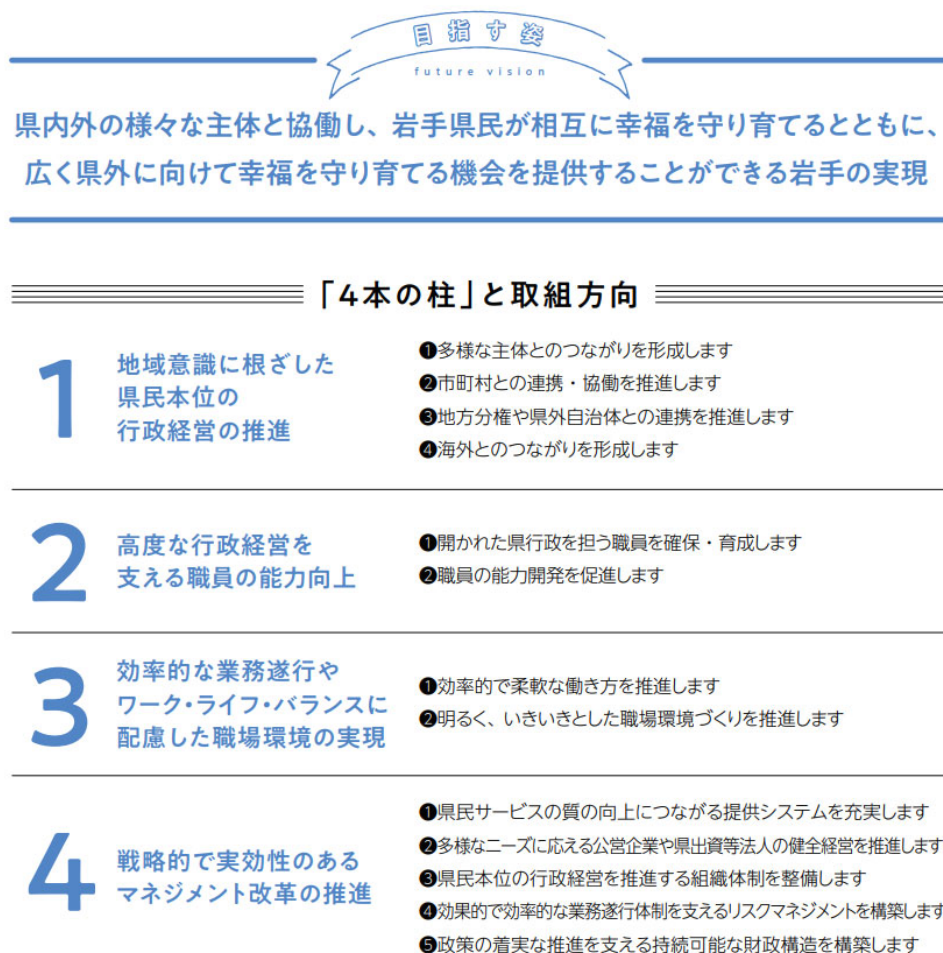 目指す姿
future vision
県内外の様々な主体と協働し、岩手県民が相互に幸福を守り育てるとともに、
広く県外に向けて幸福を守り育てる機会を提供することができる岩手の実現
「4本の柱」と取組方向
1
地域意識に根ざした
県民本位の
行政経営の推進
❶多様な主体とのつながりを形成します
❷市町村との連携・協働を推進します
❸地方分権や県外自治体との連携を推進します
❹海外とのつながりを形成します
2
高度な行政経営を
支える職員の能力向上
❶開かれた県行政を担う職員を確保・育成します
❷職員の能力開発を促進します
3
効率的な業務遂行や
ワーク・ライフ・バランスに
配慮した職場環境の実現
❶効率的で柔軟な働き方を推進します
❷明るく、いきいきとした職場環境づくりを推進します
4
戦略的で実効性のある
マネジメント改革の推進
❶県民サービスの質の向上につながる提供システムを充実します
❷多様なニーズに応える公営企業や県出資等法人の健全経営を推進します
❸県民本位の行政経営を推進する組織体制を整備します
❹効果的で効率的な業務遂行体制を支えるリスクマネジメントを構築します
❺政策の着実な推進を支える持続可能な財政構造を構築します